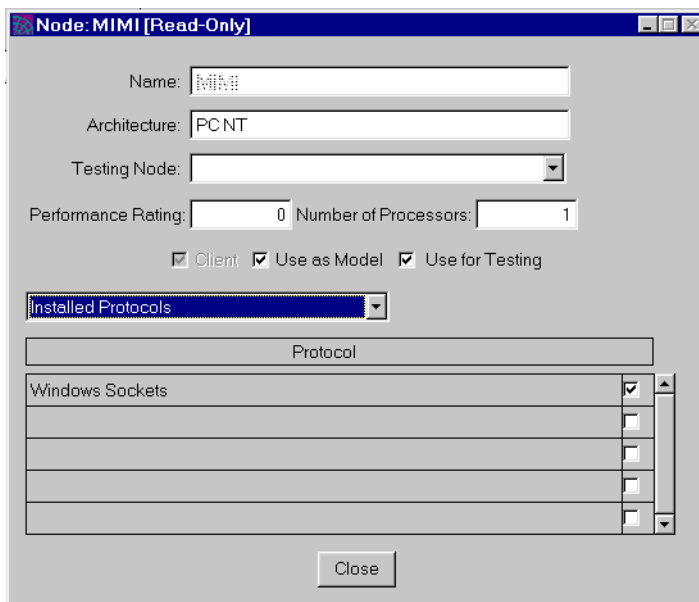 Node: MIMI [Read-Only]
Name: MIMI
Architecture: PC NT
Testing Node:
Performance Rating: 0 Number of Processors: 1
Client Use as Model Use for Testing
Installed Protocols
Protocol
Windows Sockets
Close